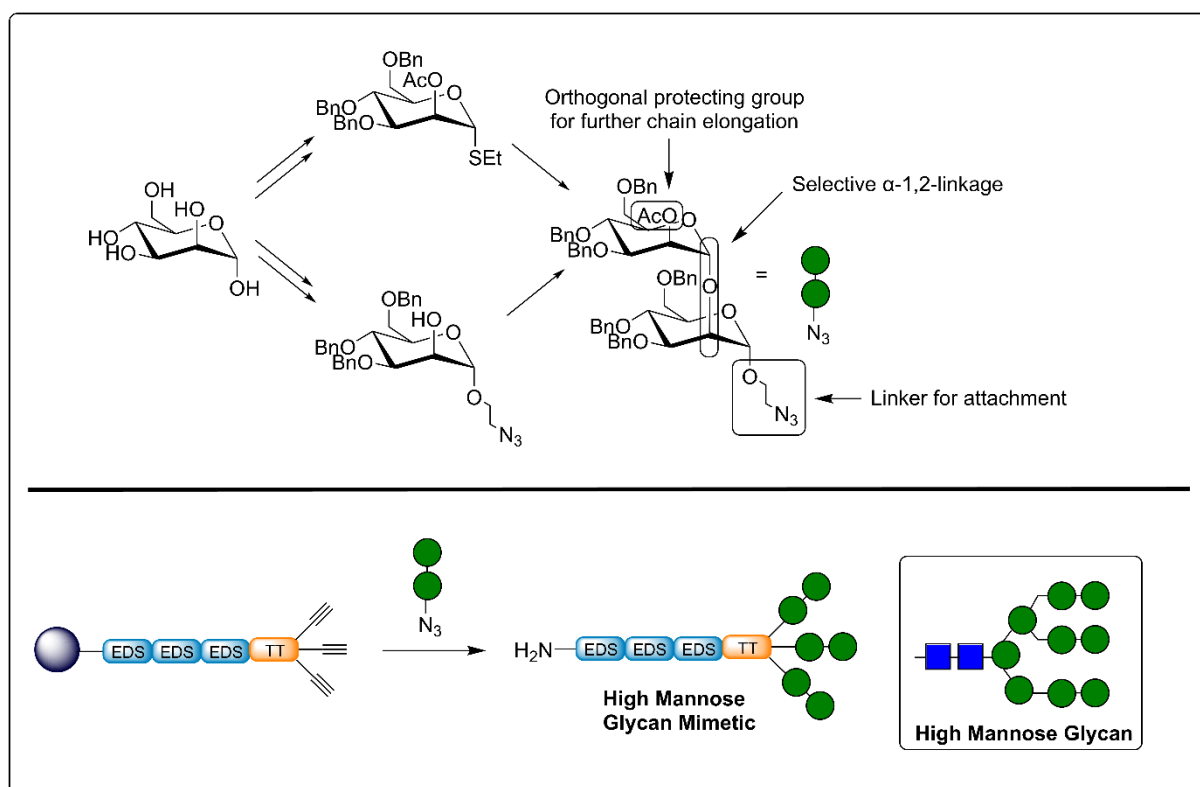 OBn
AcO
O
BnO
BnO
SEt
Orthogonal protecting group
for further chain elongation
Selective α-1,2-linkage
OH
HO
O
HO
HO
OH
OBn
AcO
O
BnO
BnO
O
OBn
O
BnO
BnO
O
N3
=
N3
Linker for attachment
OBn
HO
O
BnO
BnO
O
N3
N3
EDS EDS EDS TT
H2N
EDS EDS EDS TT
High Mannose
Glycan Mimetic
High Mannose Glycan